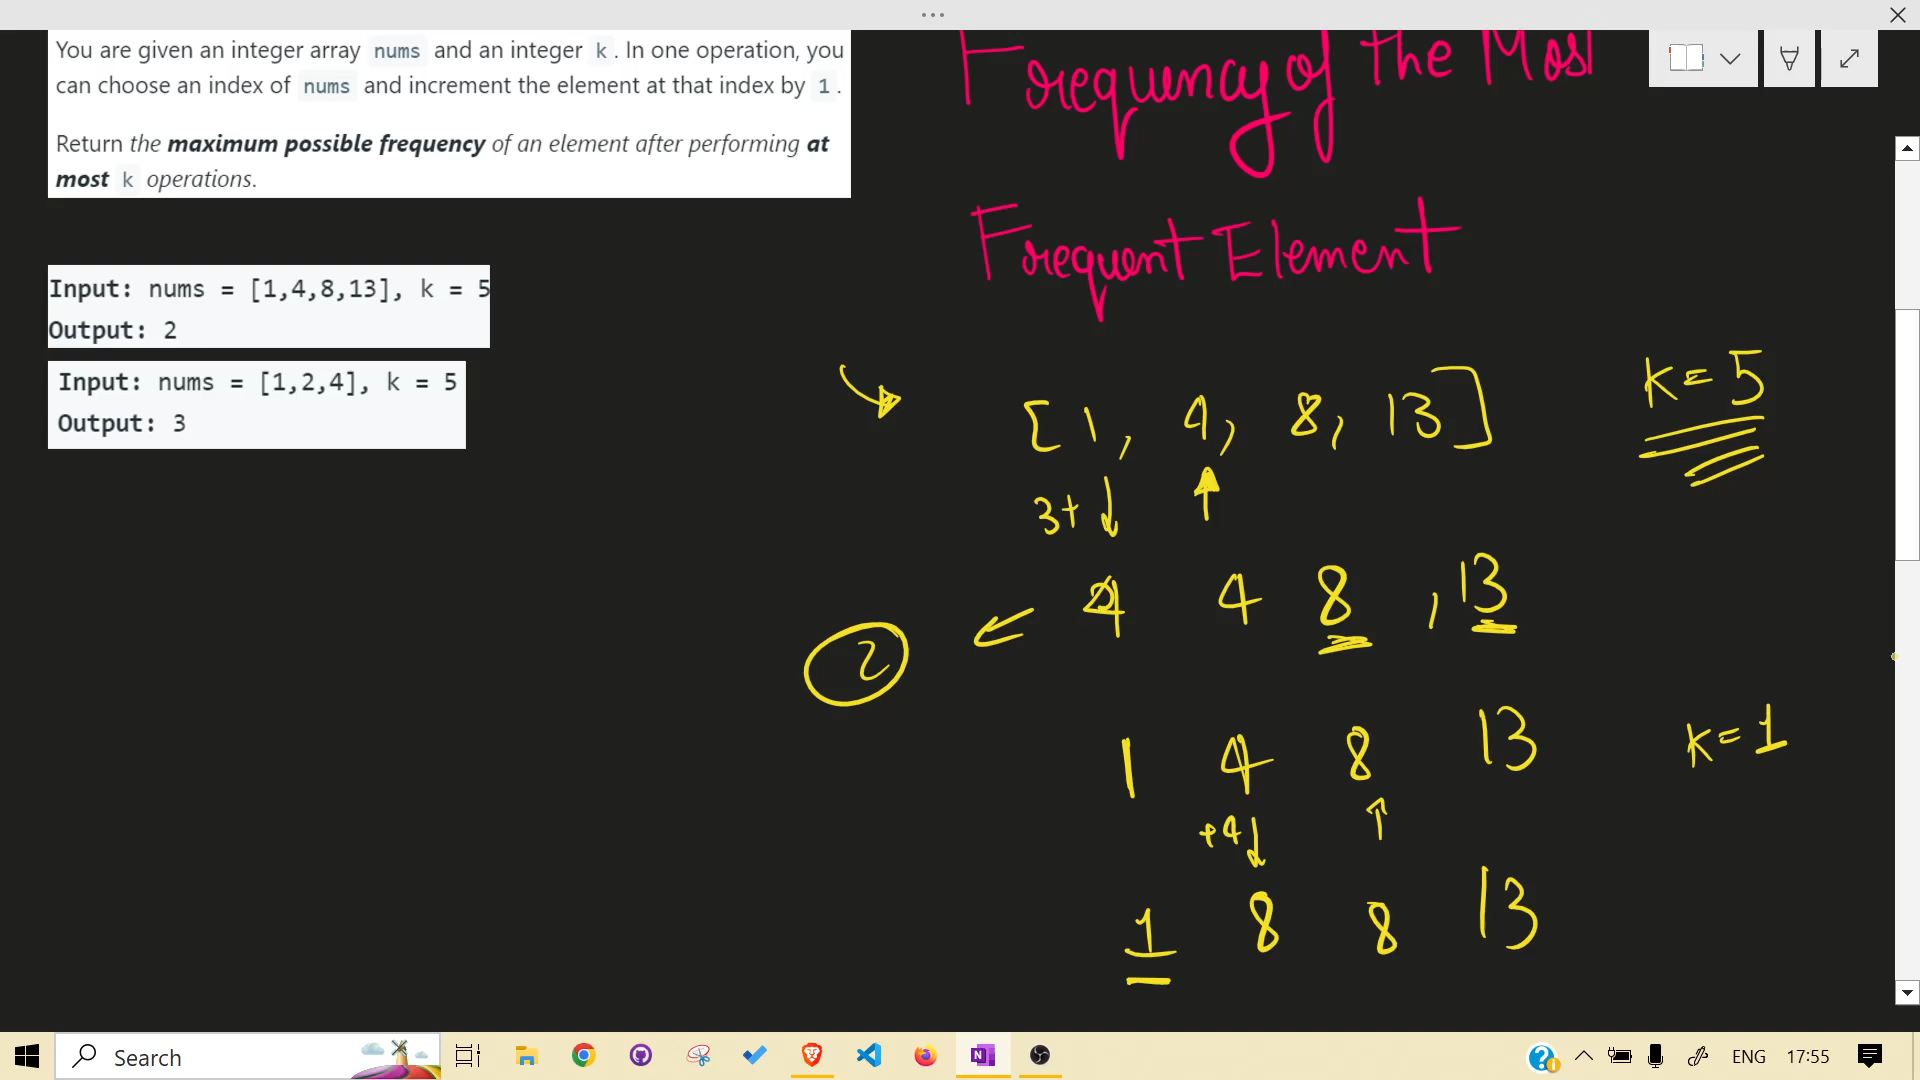 You are given an integer array nums and an integer k. In one operation, you
can choose an index of nums and increment the element at that index by 1.
Return the maximum possible frequency of an element after performing at
most k operations.
Frequency of the Most
Frequent Element
Input: nums = [1,4,8,13], k = 5
Output: 2
Input: nums = [1,2,4], k = 5
Output: 3
[1, 4, 8, 13]
k = 5
3+
4 4 8, 13
2
1 4 8 13
k = 1
+4
1 8 8 13
Search
ENG 17:55